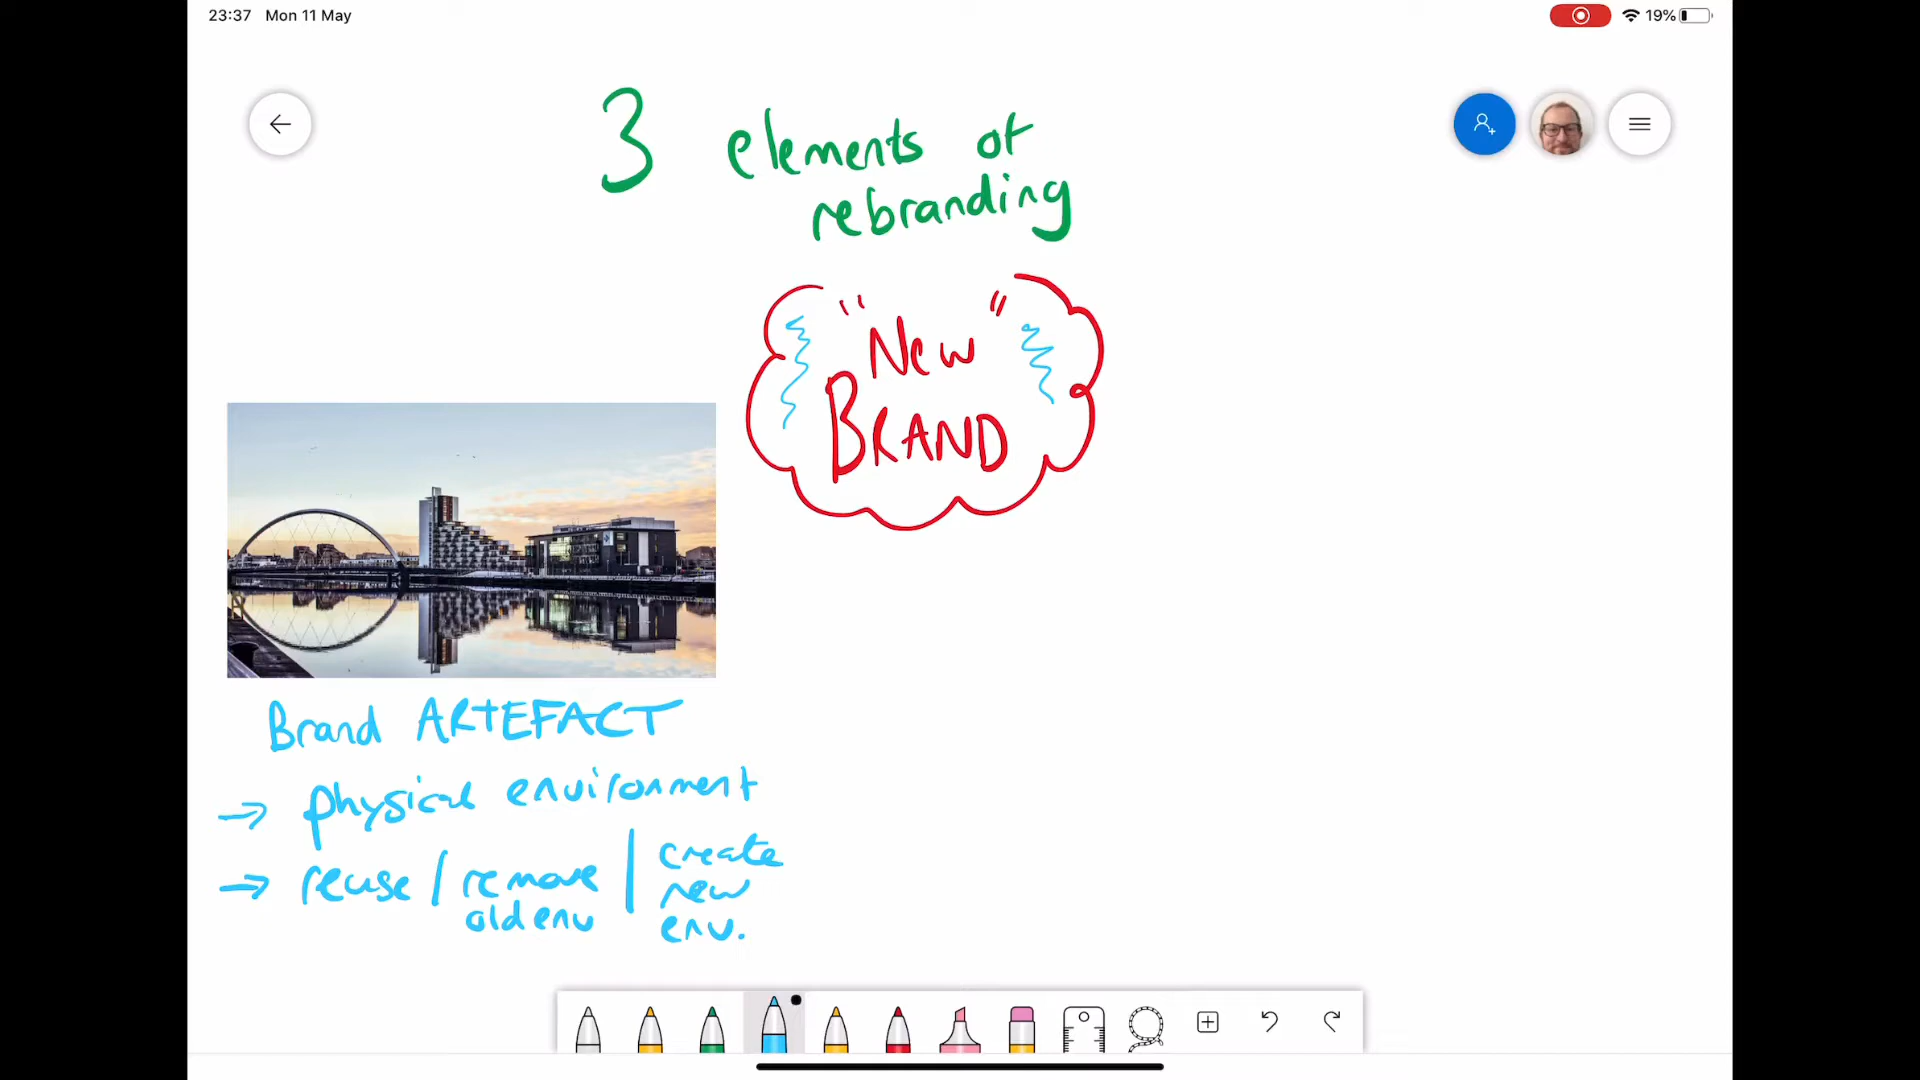 23:37 Mon 11 May
19%
3 elements of
rebranding
"New"
BRAND
Brand ARTEFACT
→ physical environment
→ reuse / remove old env | create new env.